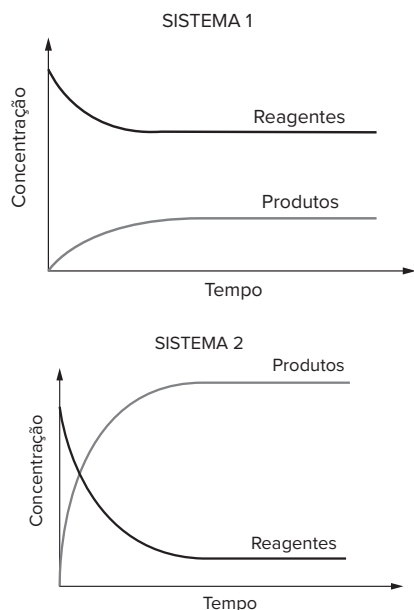 SISTEMA 1
Concentração
Reagentes
Produtos
Tempo
SISTEMA 2
Produtos
Concentração
Reagentes
Tempo